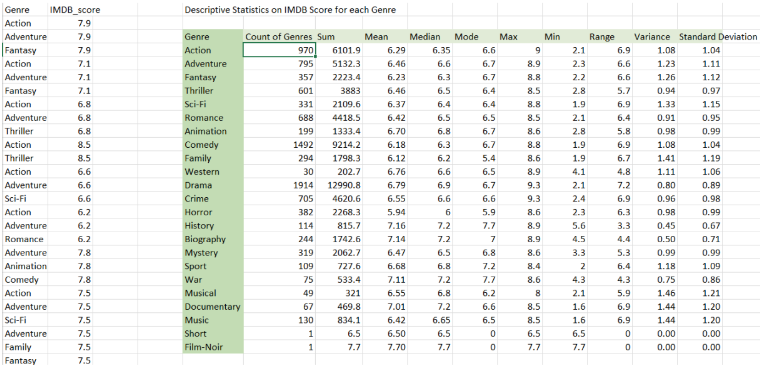 Genre IMDB_score Descriptive Statistics on IMDB Score for each Genre
Action 7.9
Adventure 7.9 Genre Count of Genres Sum Mean Median Mode Max Min Range Variance Standard Deviation
Fantasy 7.9 Action 970 6101.9 6.29 6.35 6.6 9 2.1 6.9 1.08 1.04
Action 7.1 Adventure 795 5132.3 6.46 6.6 6.7 8.9 2.3 6.6 1.23 1.11
Adventure 7.1 Fantasy 357 2223.4 6.23 6.3 6.7 8.8 2.2 6.6 1.26 1.12
Fantasy 7.1 Thriller 601 3883 6.46 6.5 6.4 8.5 2.8 5.7 0.94 0.97
Action 6.8 Sci-Fi 331 2109.6 6.37 6.4 6.4 8.8 1.9 6.9 1.33 1.15
Adventure 6.8 Romance 688 4418.5 6.42 6.5 6.5 8.5 2.1 6.4 0.91 0.95
Thriller 6.8 Animation 199 1333.4 6.70 6.8 6.7 8.6 2.8 5.8 0.98 0.99
Action 8.5 Comedy 1492 9214.2 6.18 6.3 6.7 8.8 1.9 6.9 1.08 1.04
Thriller 8.5 Family 294 1798.3 6.12 6.2 5.4 8.6 1.9 6.7 1.41 1.19
Action 6.6 Western 30 202.7 6.76 6.6 6.5 8.9 4.1 4.8 1.11 1.06
Adventure 6.6 Drama 1914 12990.8 6.79 6.9 6.7 9.3 2.1 7.2 0.80 0.89
Sci-Fi 6.6 Crime 705 4620.6 6.55 6.6 6.6 9.3 2.4 6.9 0.96 0.98
Action 6.2 Horror 382 2268.3 5.94 6 5.9 8.6 2.3 6.3 0.98 0.99
Adventure 6.2 History 114 815.7 7.16 7.2 7.7 8.9 5.6 3.3 0.45 0.67
Romance 6.2 Biography 244 1742.6 7.14 7.2 7 8.9 4.5 4.4 0.50 0.71
Adventure 7.8 Mystery 319 2062.7 6.47 6.5 6.8 8.6 3.3 5.3 0.99 0.99
Animation 7.8 Sport 109 727.6 6.68 6.8 7.2 8.4 2 6.4 1.18 1.09
Comedy 7.8 War 75 533.4 7.11 7.2 7.7 8.6 4.3 4.3 0.75 0.86
Action 7.5 Musical 49 321 6.55 6.8 6.2 8 2.1 5.9 1.46 1.21
Adventure 7.5 Documentary 67 469.8 7.01 7.2 6.6 8.5 1.6 6.9 1.44 1.20
Sci-Fi 7.5 Music 130 834.1 6.42 6.65 6.5 8.5 1.6 6.9 1.44 1.20
Adventure 7.5 Short 1 6.5 6.50 6.5 0 6.5 6.5 0 0.00 0.00
Family 7.5 Film-Noir 1 7.7 7.70 7.7 0 7.7 7.7 0 0.00 0.00
Fantasy 7.5